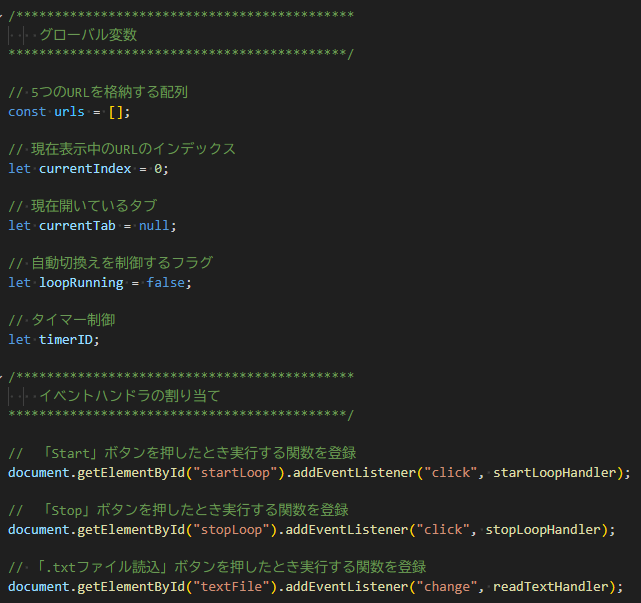 /********************************************
グローバル変数
********************************************/
// 5つのURLを格納する配列
const urls = [];
// 現在表示中のURLのインデックス
let currentIndex = 0;
// 現在開いているタブ
let currentTab = null;
// 自動切換えを制御するフラグ
let loopRunning = false;
// タイマー制御
let timerID;
/********************************************
イベントハンドラの割り当て
********************************************/
// 「Start」ボタンを押したとき実行する関数を登録
document.getElementById("startLoop").addEventListener("click", startLoopHandler);
// 「Stop」ボタンを押したとき実行する関数を登録
document.getElementById("stopLoop").addEventListener("click", stopLoopHandler);
// 「.txtファイル読込」ボタンを押したとき実行する関数を登録
document.getElementById("textFile").addEventListener("change", readTextHandler);